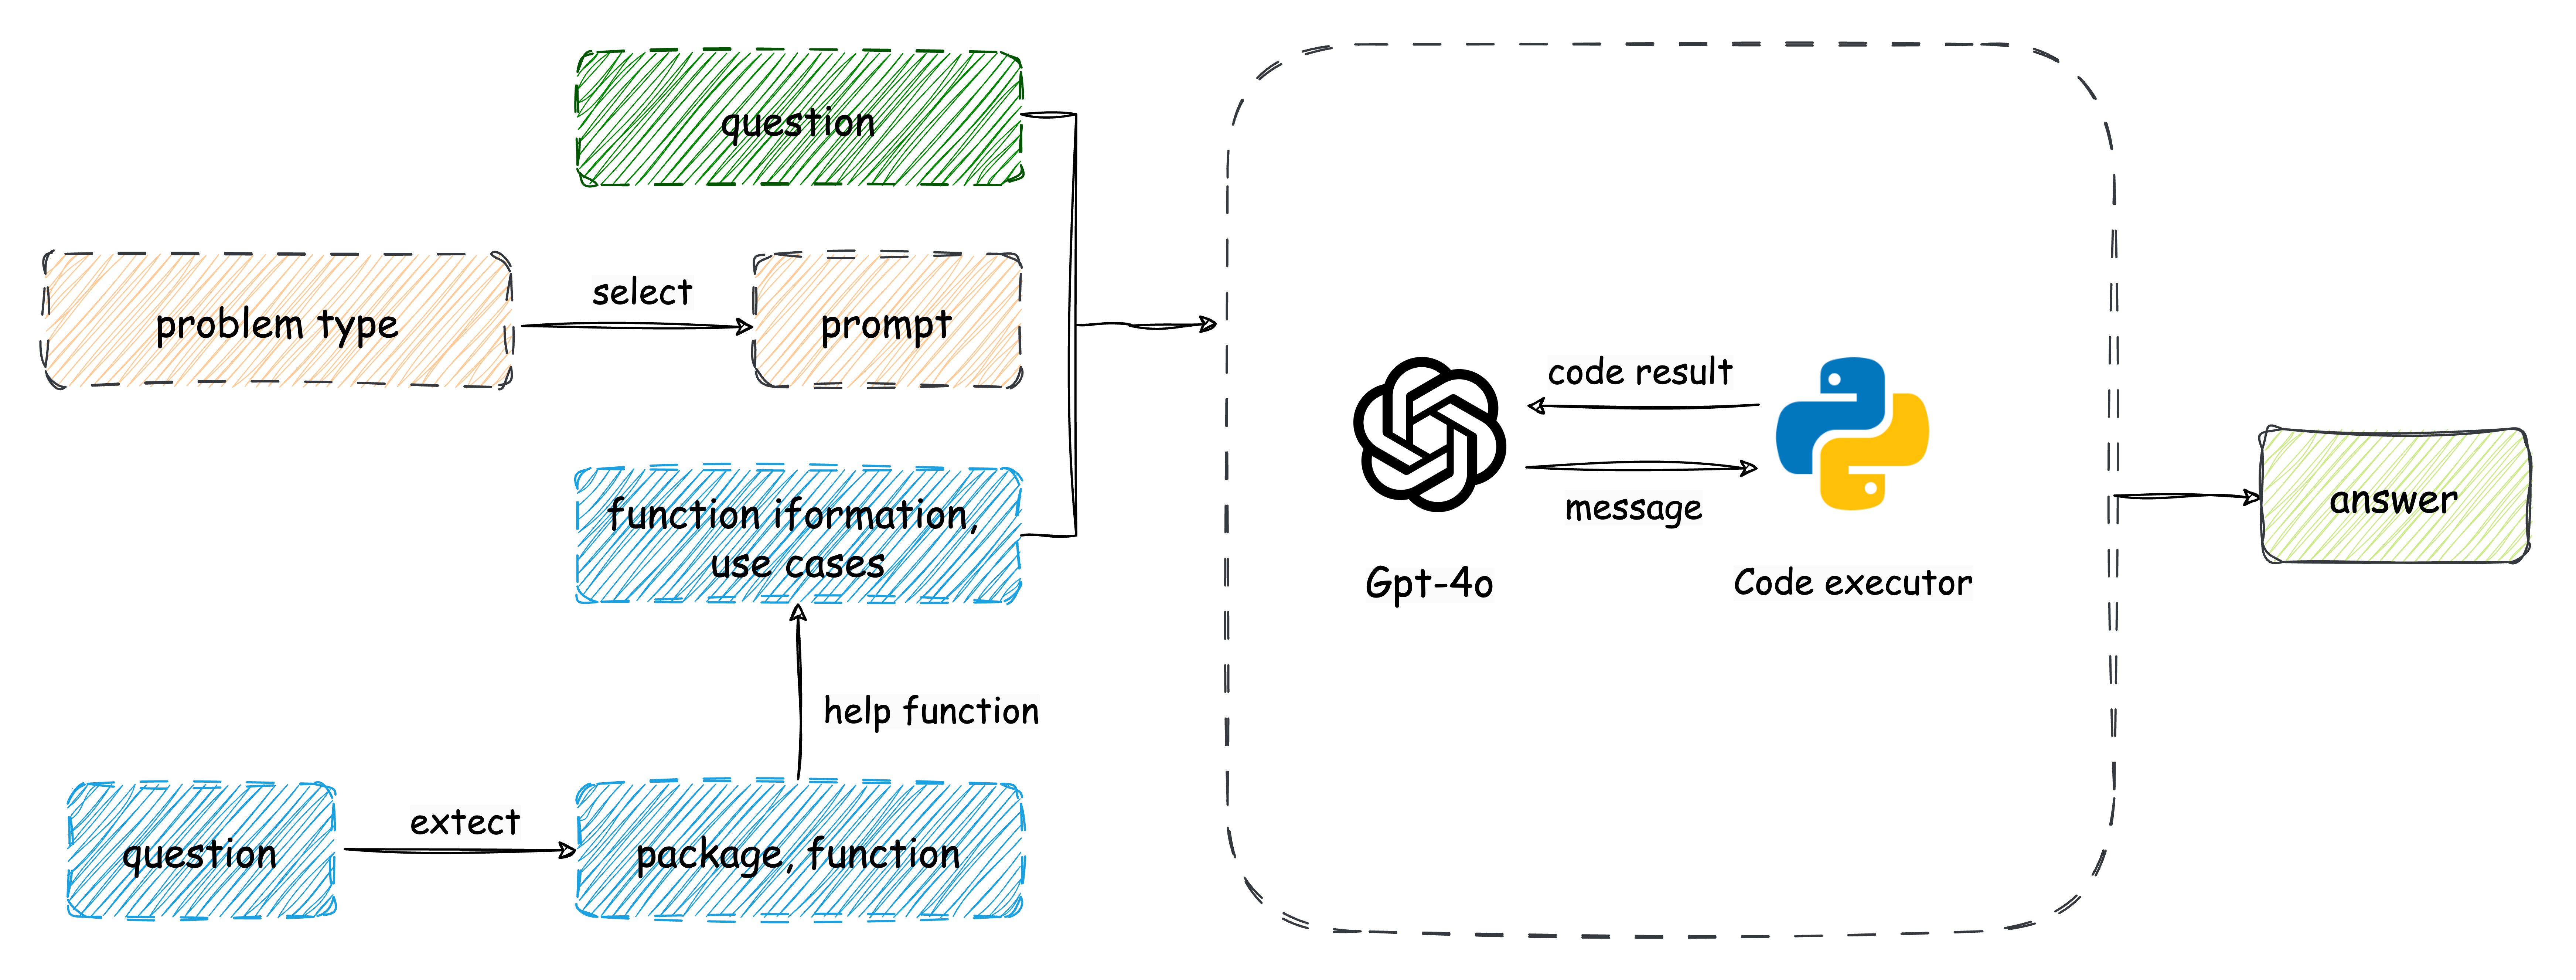 question
problem type
select
prompt
function iformation,
use cases
help function
question
extect
package, function
code result
message
Gpt-4o
Code executor
answer